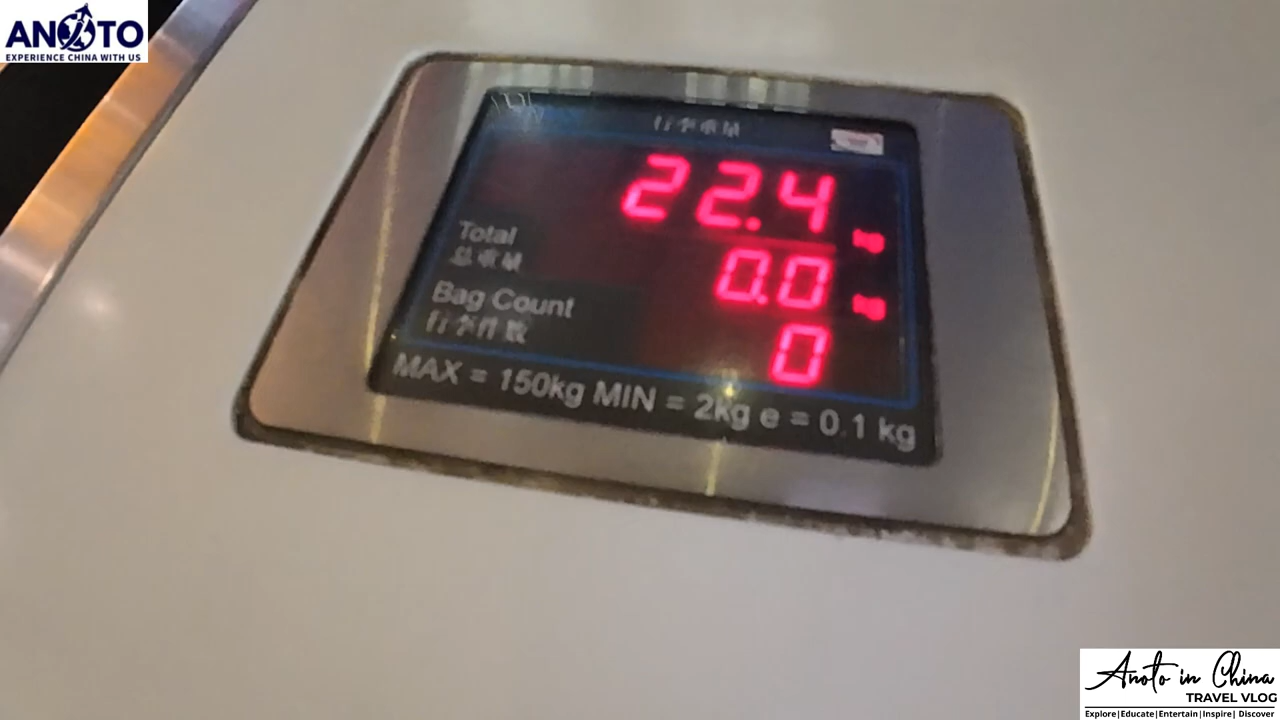 ANOTO
EXPERIENCE CHINA WITH US
行李重量
22.4 kg
Total
总重量
0.0 kg
Bag Count
行李件数
0
MAX = 150kg MIN = 2kg e = 0.1 kg
Anoto in China
TRAVEL VLOG
Explore|Educate|Entertain|Inspire| Discover